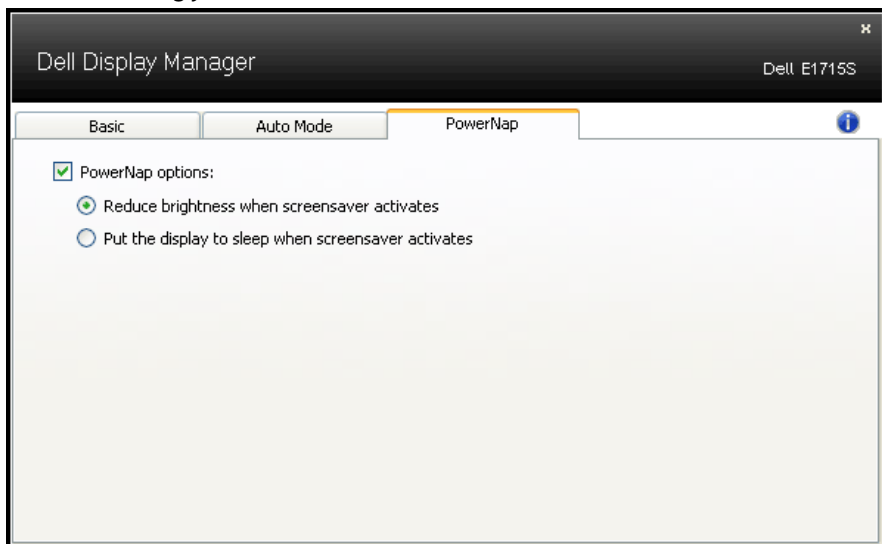 x
Dell Display Manager
Dell E1715S
Basic
Auto Mode
PowerNap
i
PowerNap options:
Reduce brightness when screensaver activates
Put the display to sleep when screensaver activates